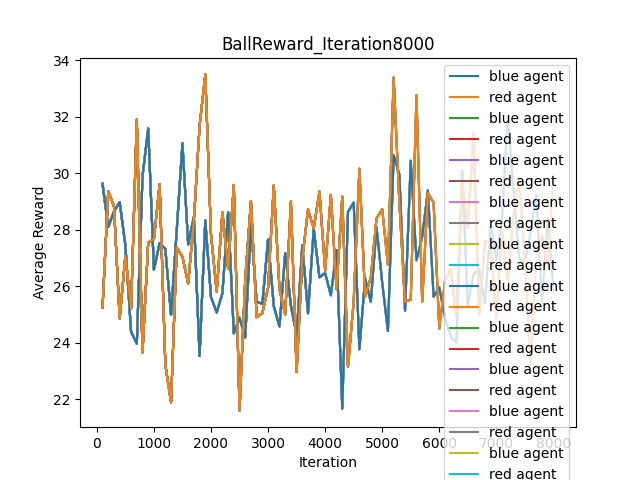 BallReward_Iteration8000
Average Reward
34
32
30
28
26
24
22
0
1000
2000
3000
4000
5000
6000
7000
8000
Iteration
blue agent
red agent
blue agent
red agent
blue agent
red agent
blue agent
red agent
blue agent
red agent
blue agent
red agent
blue agent
red agent
blue agent
red agent
blue agent
red agent
blue agent
red agent